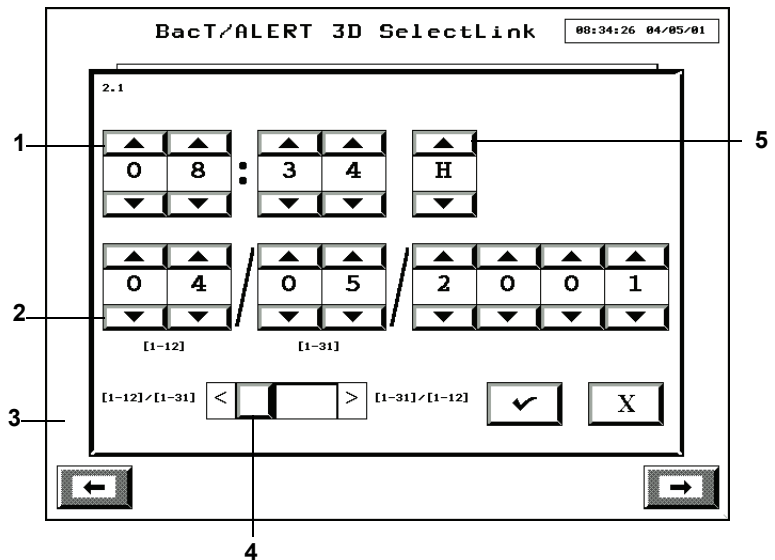 BacT/ALERT 3D SelectLink 08:34:26 04/05/01
2.1
1 5
0 8 : 3 4 H
0 4 / 0 5 / 2 0 0 1
2
[1-12] [1-31]
[1-12]/[1-31] < > [1-31]/[1-12] X
3
4